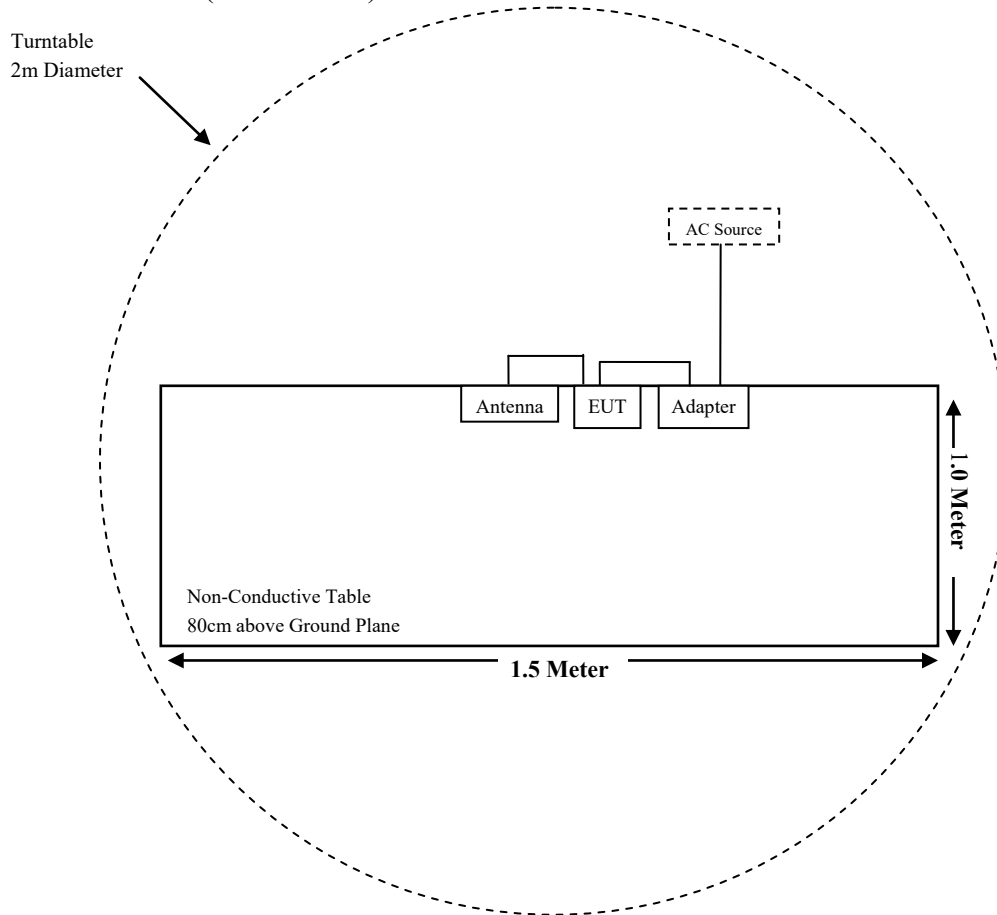 Turntable
2m Diameter
AC Source
Antenna
EUT
Adapter
1.0 Meter
Non-Conductive Table
80cm above Ground Plane
1.5 Meter